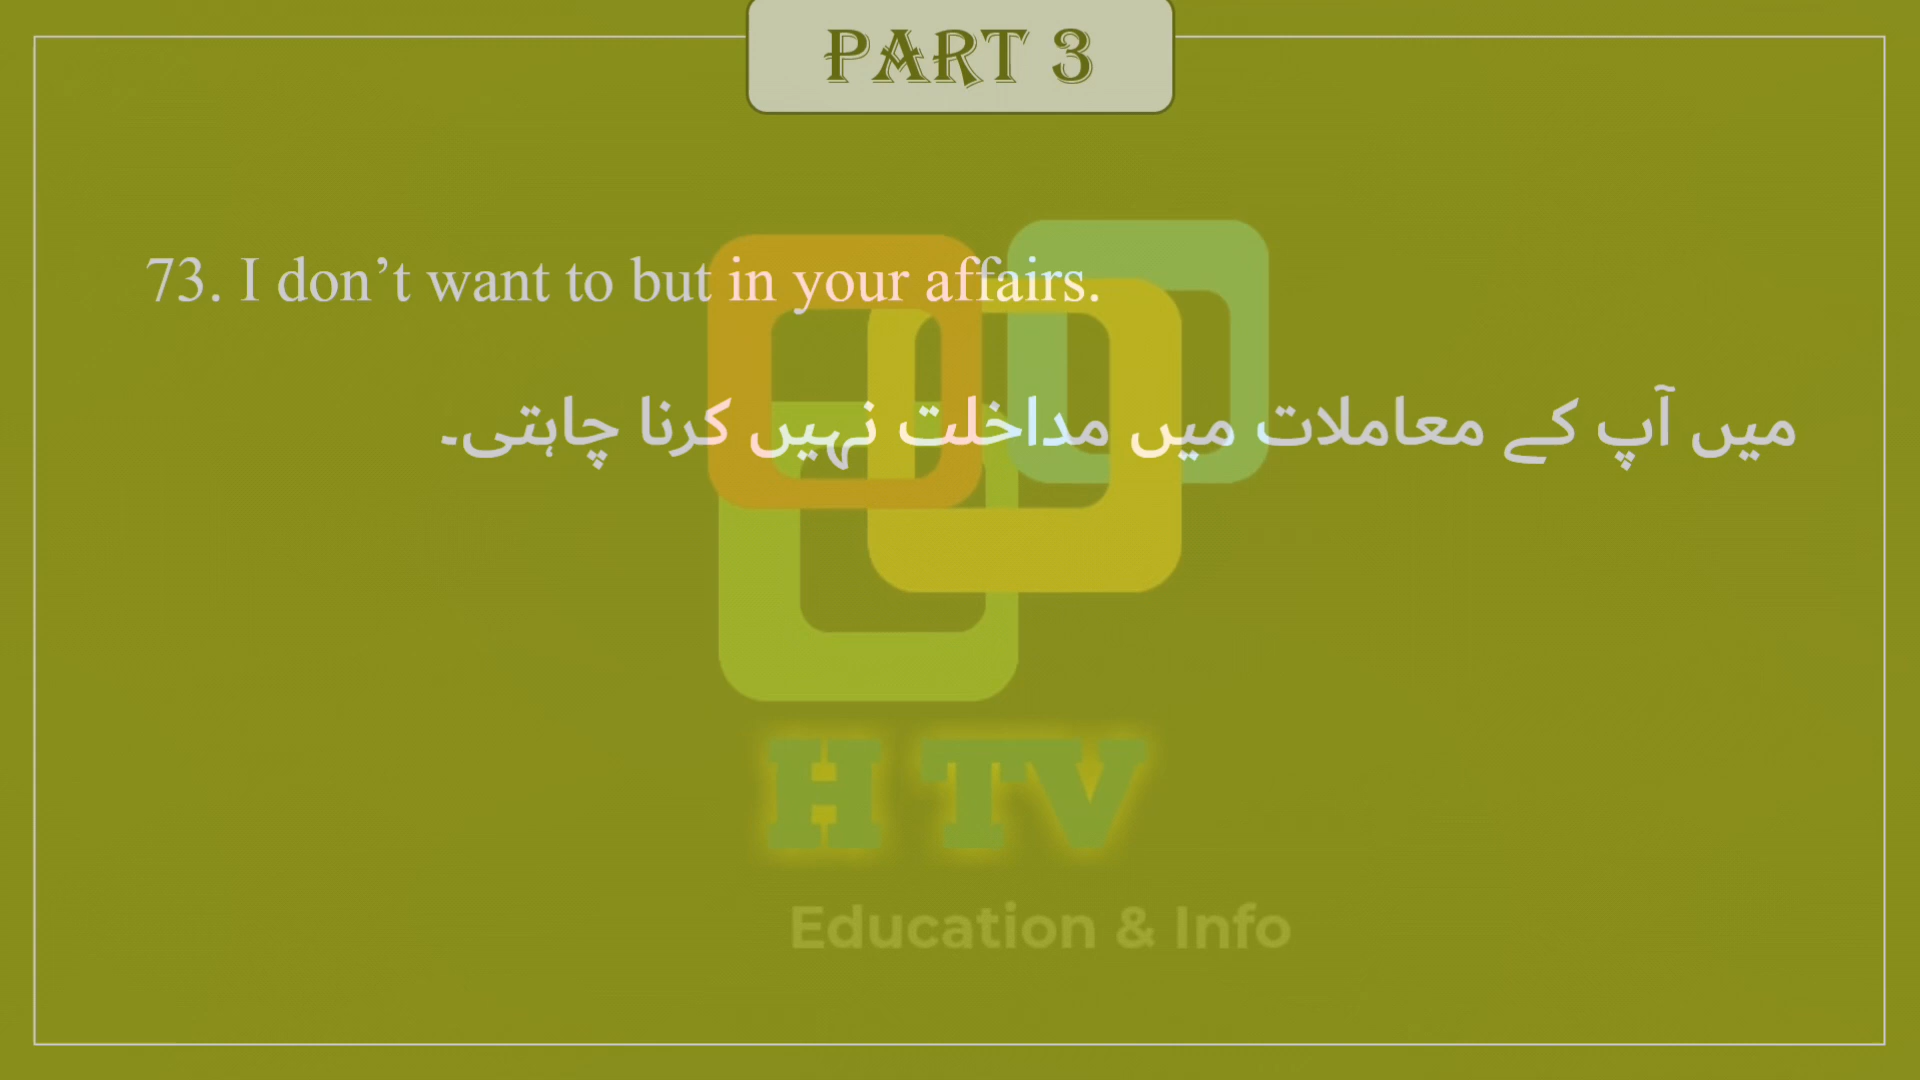 PART 3
73. I don’t want to but in your affairs.
میں آپ کے معاملات میں مداخلت نہیں کرنا چاہتی۔
H TV
Education & Info